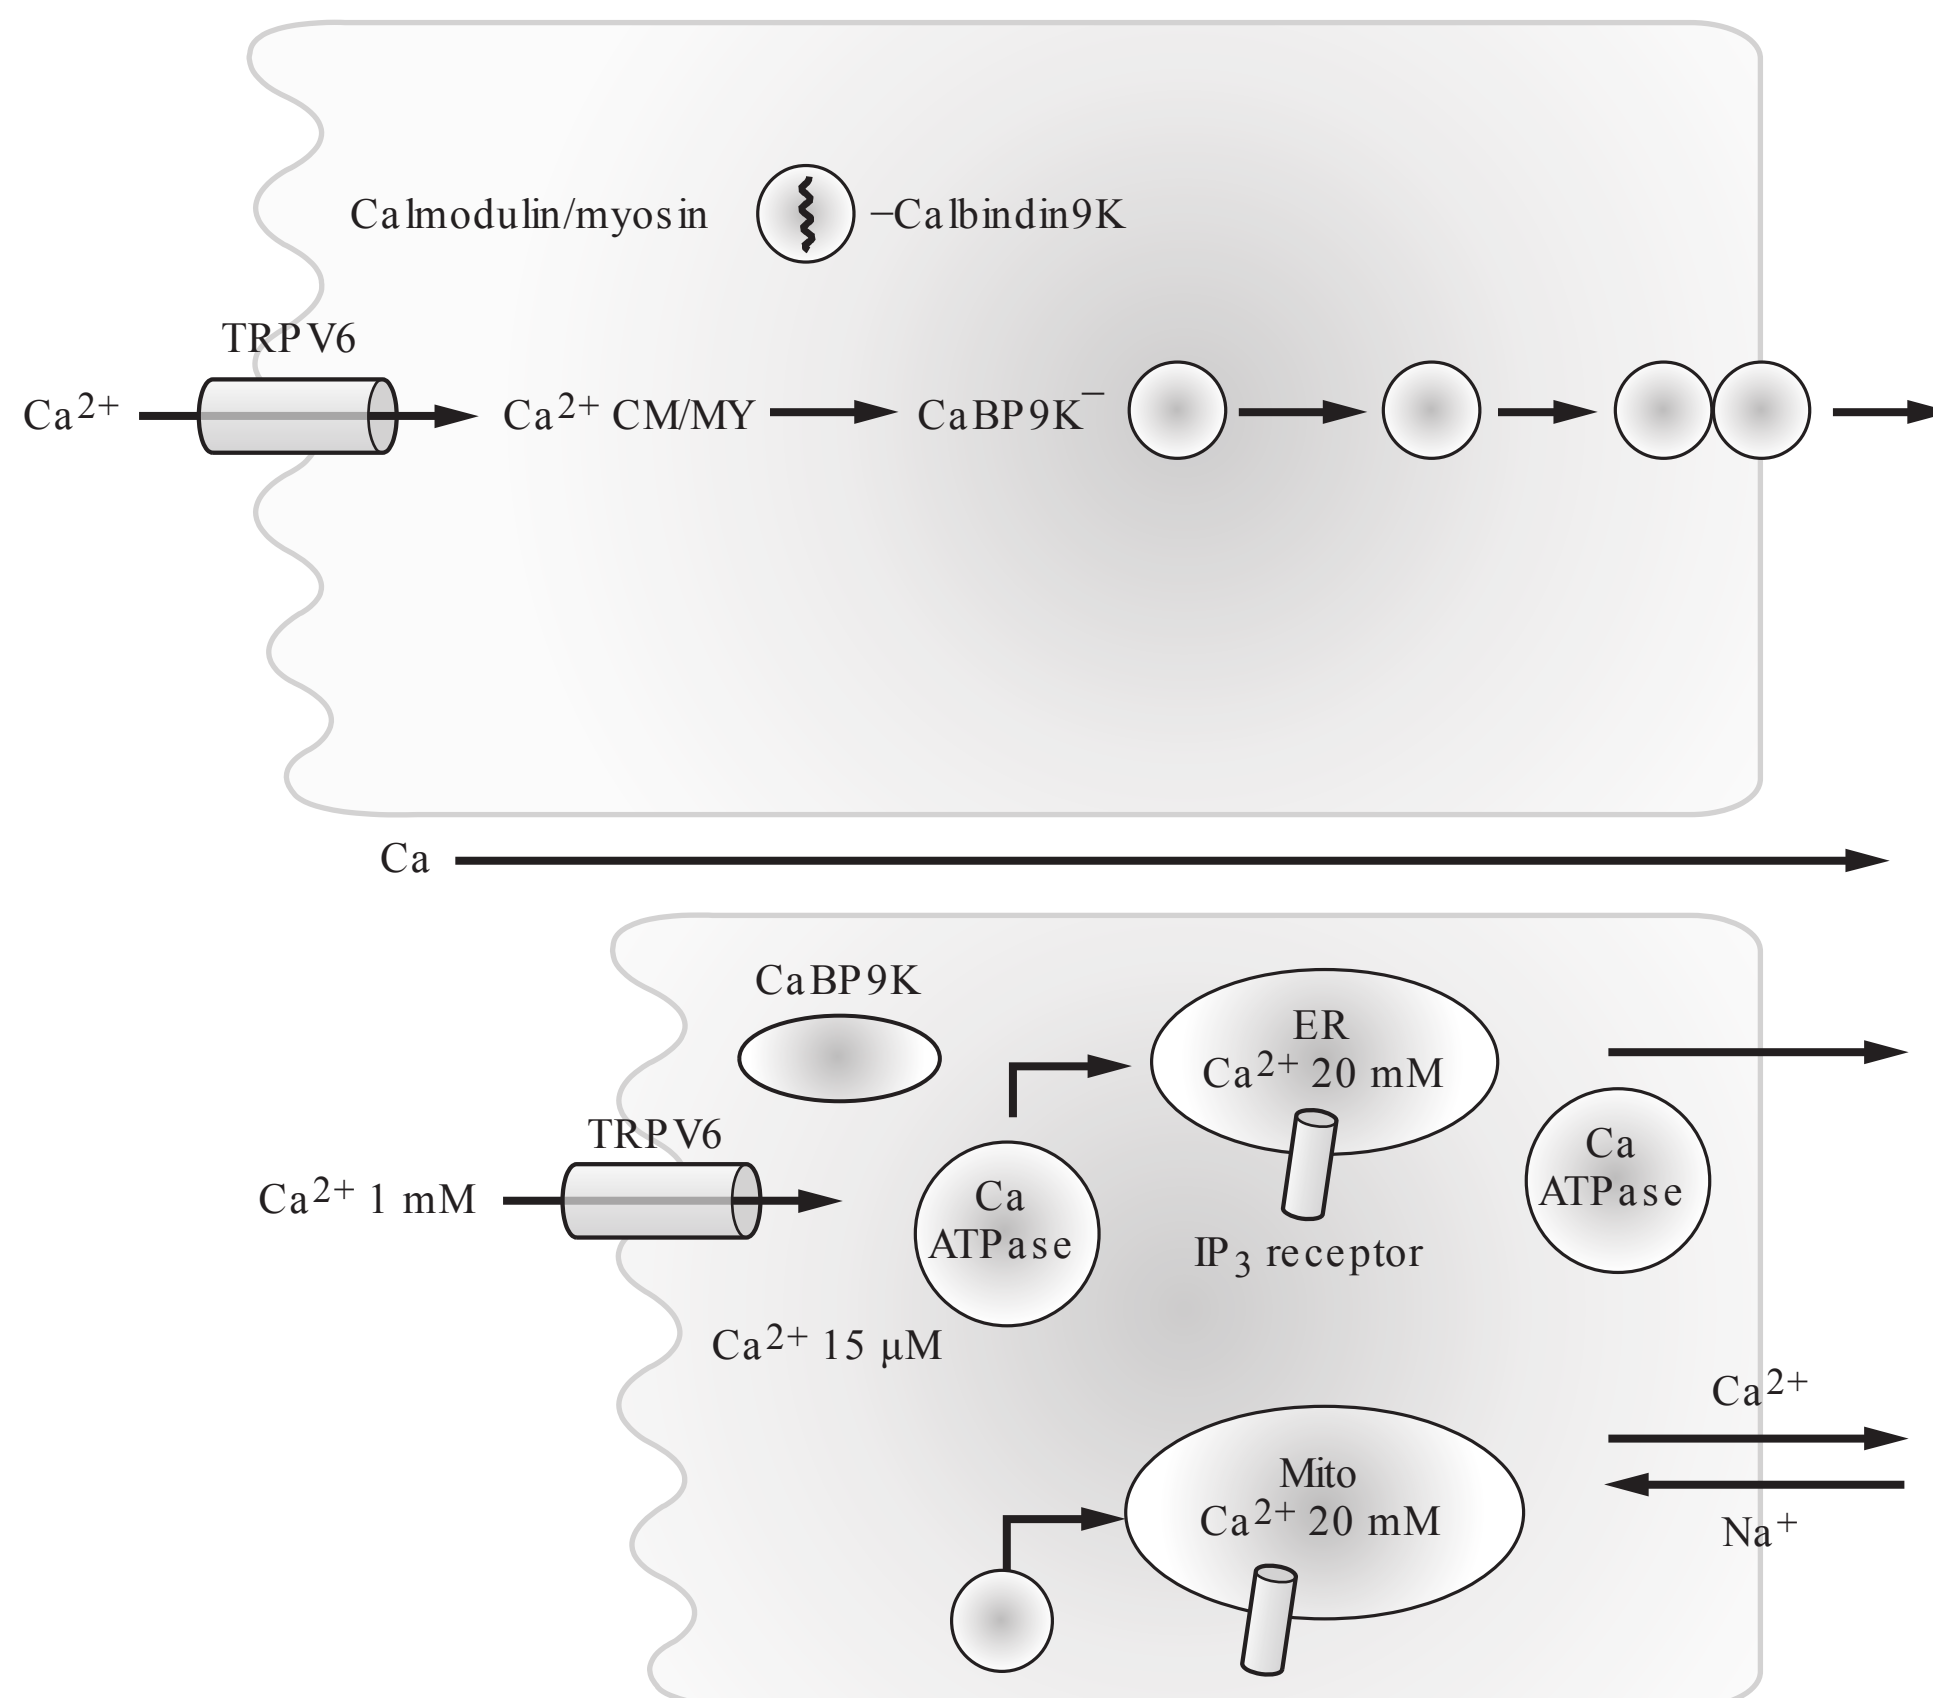 Calmodulin/myosin –Calbindin9K
TRPV6
Ca2+ Ca2+ CM/MY CaBP9K–
Ca
CaBP9K
ER
Ca2+ 20 mM
TRPV6
Ca
ATPase
Ca2+ 1 mM
Ca
ATPase
IP3 receptor
Ca2+ 15 μM
Ca2+
Mito
Ca2+ 20 mM
Na+